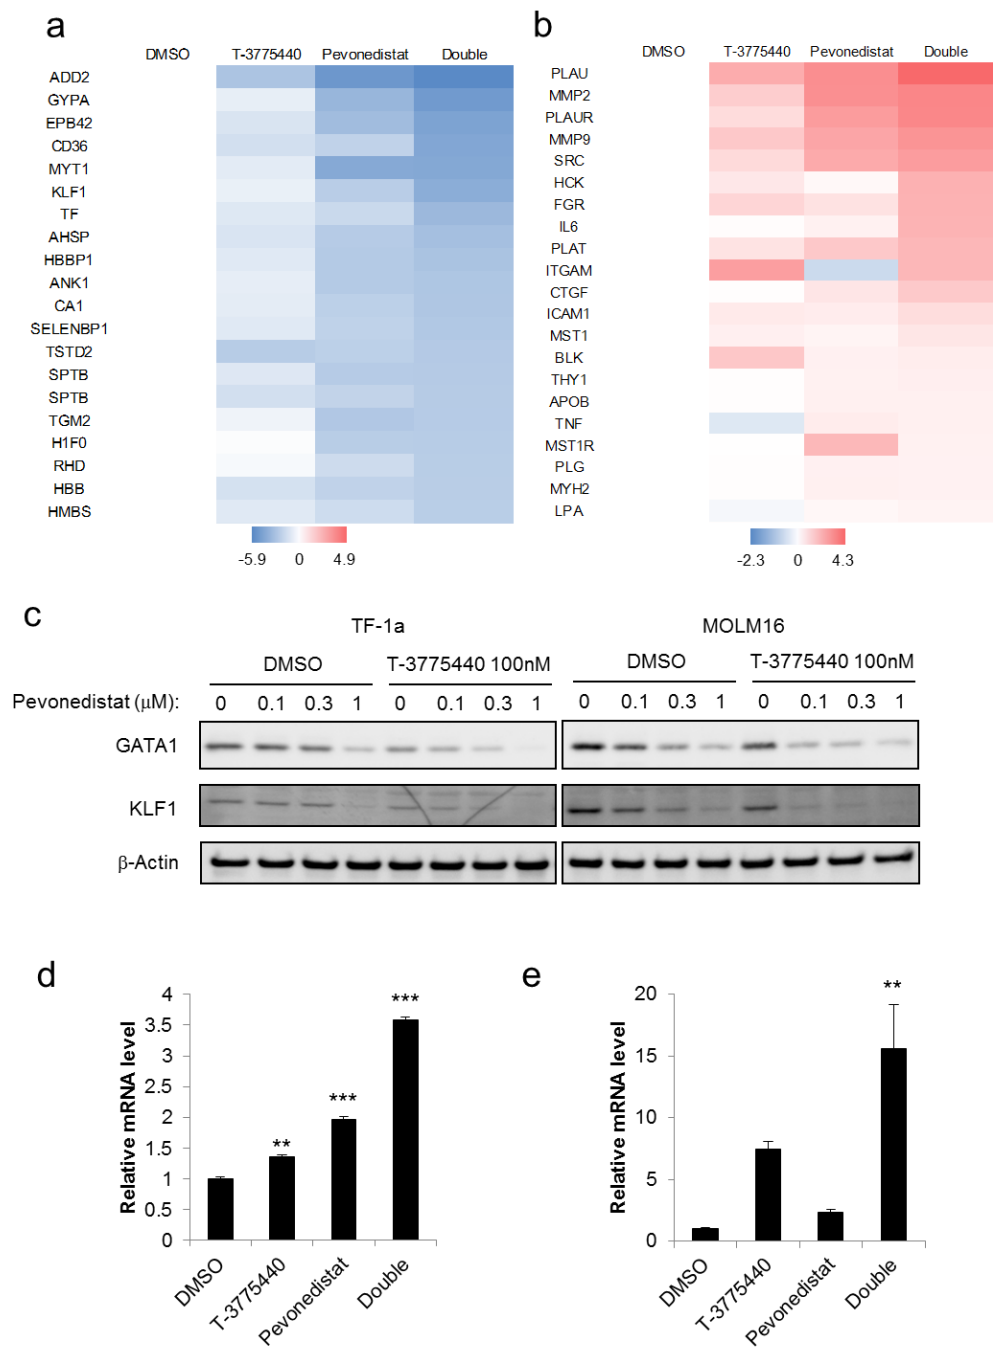 a
DMSO T-3775440 Pevonedistat Double
ADD2
GYPA
EPB42
CD36
MYT1
KLF1
TF
AHSP
HBBP1
ANK1
CA1
SELENBP1
TSTD2
SPTB
SPTB
TGM2
H1F0
RHD
HBB
HMBS
-5.9 0 4.9
b
DMSO T-3775440 Pevonedistat Double
PLAU
MMP2
PLAUR
MMP9
SRC
HCK
FGR
IL6
PLAT
ITGAM
CTGF
ICAM1
MST1
BLK
THY1
APOB
TNF
MST1R
PLG
MYH2
LPA
-2.3 0 4.3
c
TF-1a MOLM16
DMSO T-3775440 100nM DMSO T-3775440 100nM
Pevonedistat (μM): 0 0.1 0.3 1 0 0.1 0.3 1 0 0.1 0.3 1 0 0.1 0.3 1
GATA1
KLF1
β-Actin
d
Relative mRNA level
4
3.5
3
2.5
2
1.5
1
0.5
0
**
***
***
DMSO
T-3775440
Pevonedistat
Double
e
Relative mRNA level
20
15
10
5
0
**
DMSO
T-3775440
Pevonedistat
Double